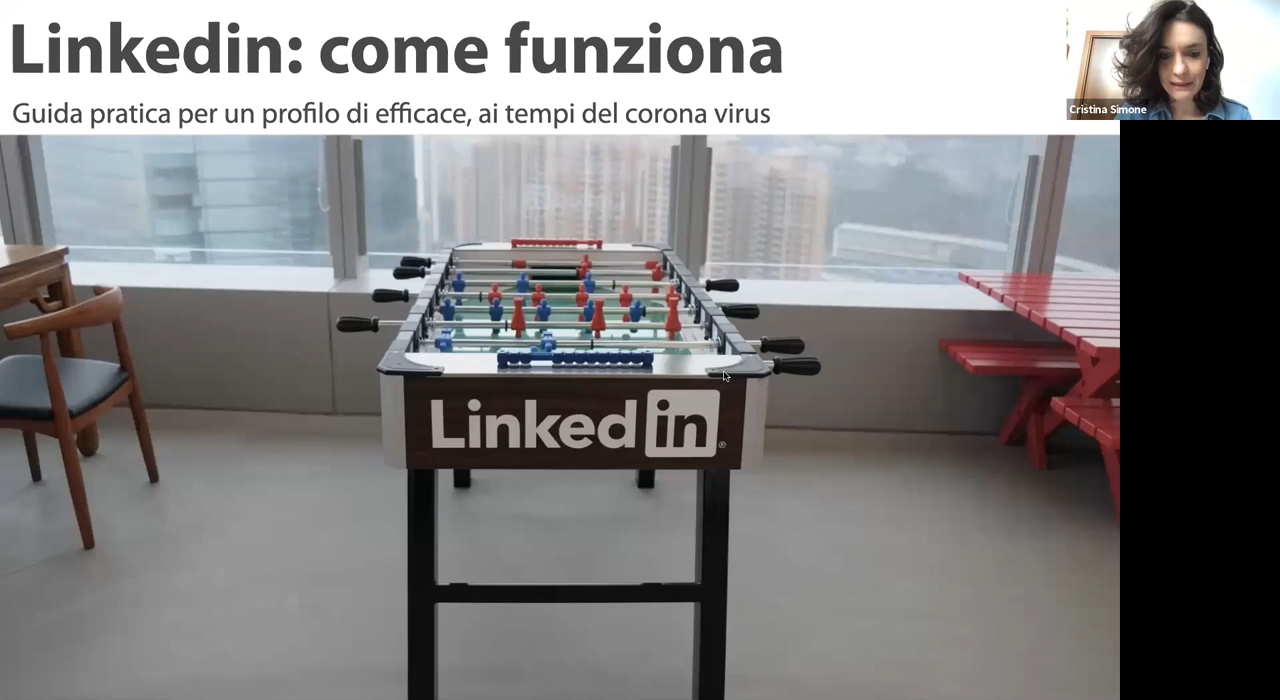 Linkedin: come funziona
Guida pratica per un profilo di efficace, ai tempi del corona virus
Cristina Simone
Linkedin®